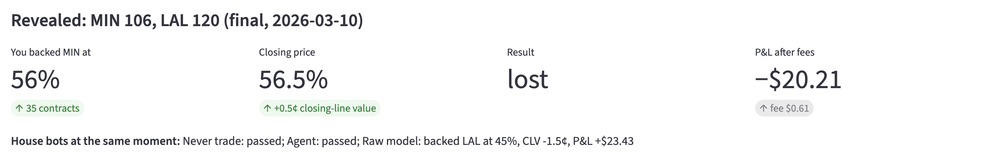 Revealed: MIN 106, LAL 120 (final, 2026-03-10)
You backed MIN at
56%
↑ 35 contracts
Closing price
56.5%
↑ +0.5¢ closing-line value
Result
lost
P&L after fees
−$20.21
↑ fee $0.61
House bots at the same moment: Never trade: passed; Agent: passed; Raw model: backed LAL at 45%, CLV -1.5¢, P&L +$23.43